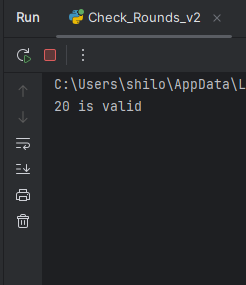 Run Check_Rounds_v2
C:\Users\shilo\AppData\L
20 is valid